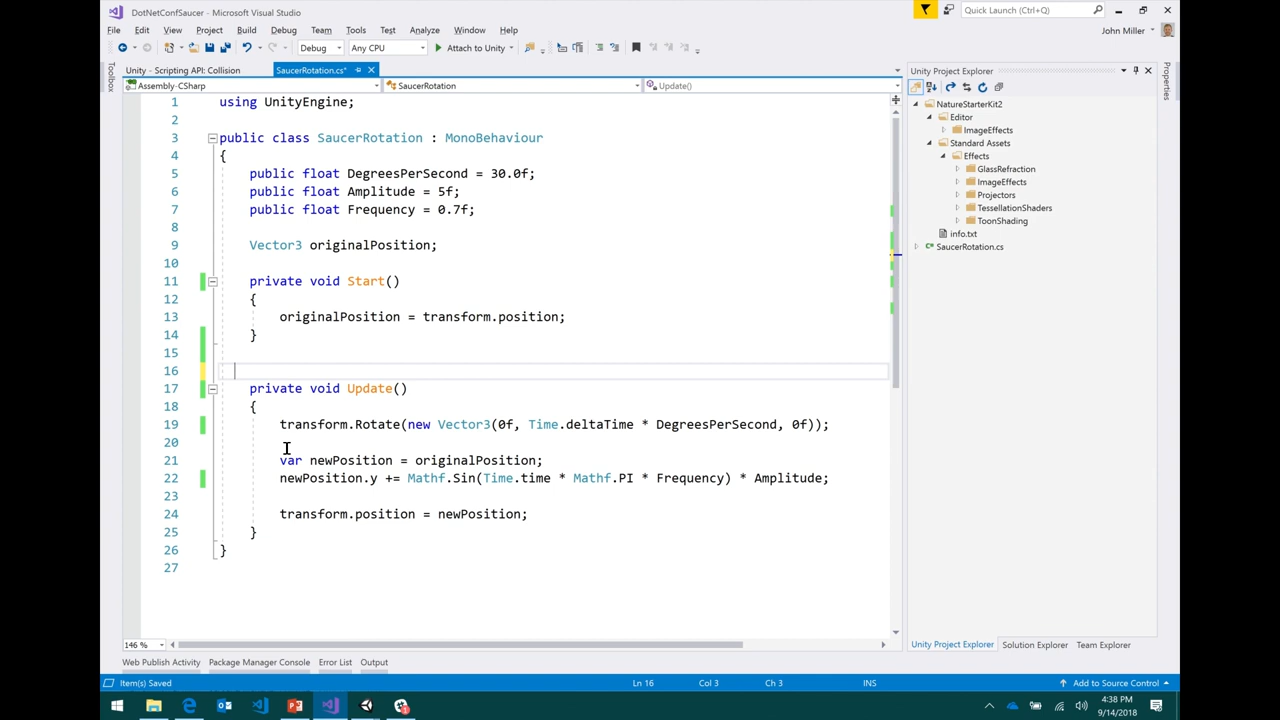 DotNetConfSaucer - Microsoft Visual Studio
Quick Launch (Ctrl+Q)
File Edit View Project Build Debug Team Tools Test Analyze Window Help
John Miller
Debug Any CPU Attach to Unity
Toolbox
Unity - Scripting API: Collision SaucerRotation.cs*
Assembly-CSharp SaucerRotation Update()
1 using UnityEngine;
2
3 public class SaucerRotation : MonoBehaviour
4 {
5 public float DegreesPerSecond = 30.0f;
6 public float Amplitude = 5f;
7 public float Frequency = 0.7f;
8
9 Vector3 originalPosition;
10
11 private void Start()
12 {
13 originalPosition = transform.position;
14 }
15
16
17 private void Update()
18 {
19 transform.Rotate(new Vector3(0f, Time.deltaTime * DegreesPerSecond, 0f));
20
21 var newPosition = originalPosition;
22 newPosition.y += Mathf.Sin(Time.time * Mathf.PI * Frequency) * Amplitude;
23
24 transform.position = newPosition;
25 }
26 }
27
146 %
Unity Project Explorer
NatureStarterKit2
Editor
ImageEffects
Standard Assets
Effects
GlassRefraction
ImageEffects
Projectors
TessellationShaders
ToonShading
info.txt
SaucerRotation.cs
Properties
Unity Project Explorer Solution Explorer Team Explorer
Web Publish Activity Package Manager Console Error List Output
Item(s) Saved Ln 16 Col 3 Ch 3 INS Add to Source Control
4:38 PM
9/14/2018